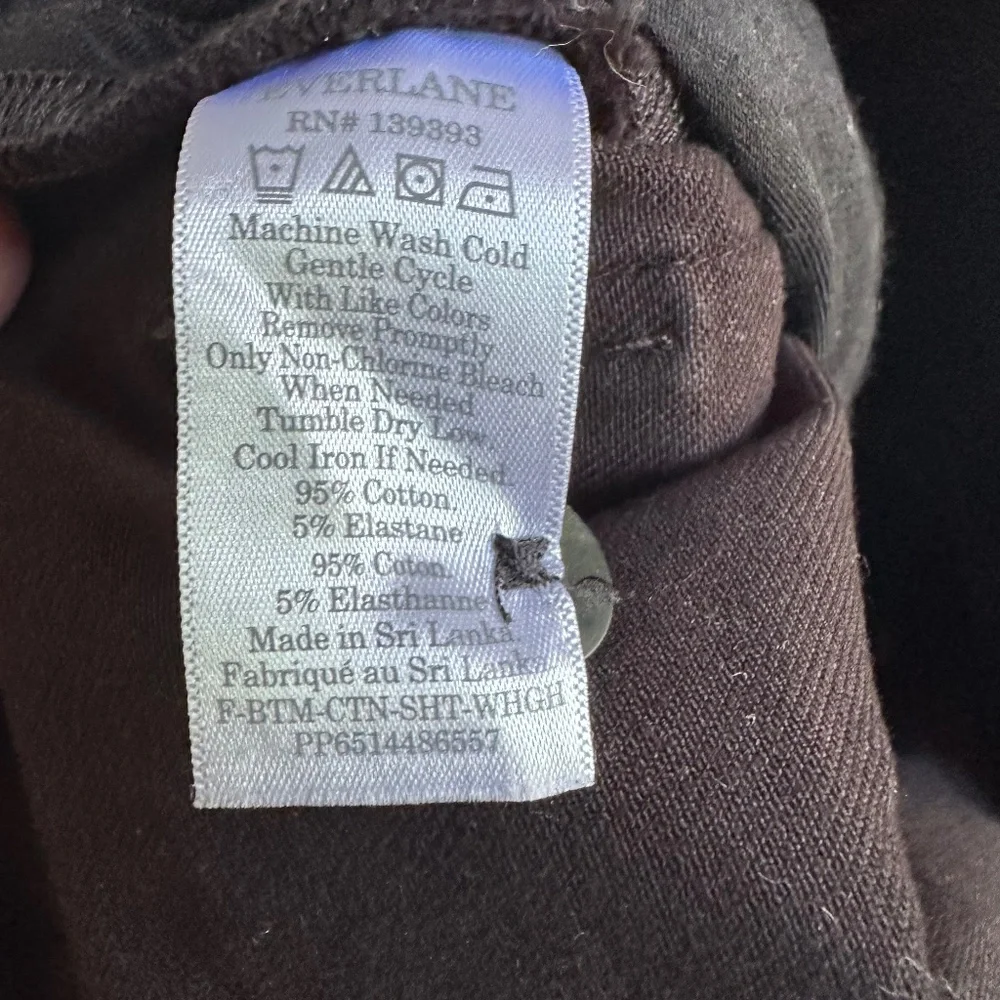 EVERLANE
RN# 139393
Machine Wash Cold
Gentle Cycle
With Like Colors
Remove Promptly
Only Non-Chlorine Bleach
When Needed
Tumble Dry Low.
Cool Iron If Needed.
95% Cotton.
5% Elastane
95% Coton.
5% Elasthanne
Made in Sri Lanka.
Fabriqué au Sri Lanka
F-BTM-CTN-SHT-WHGH
PP6514486557